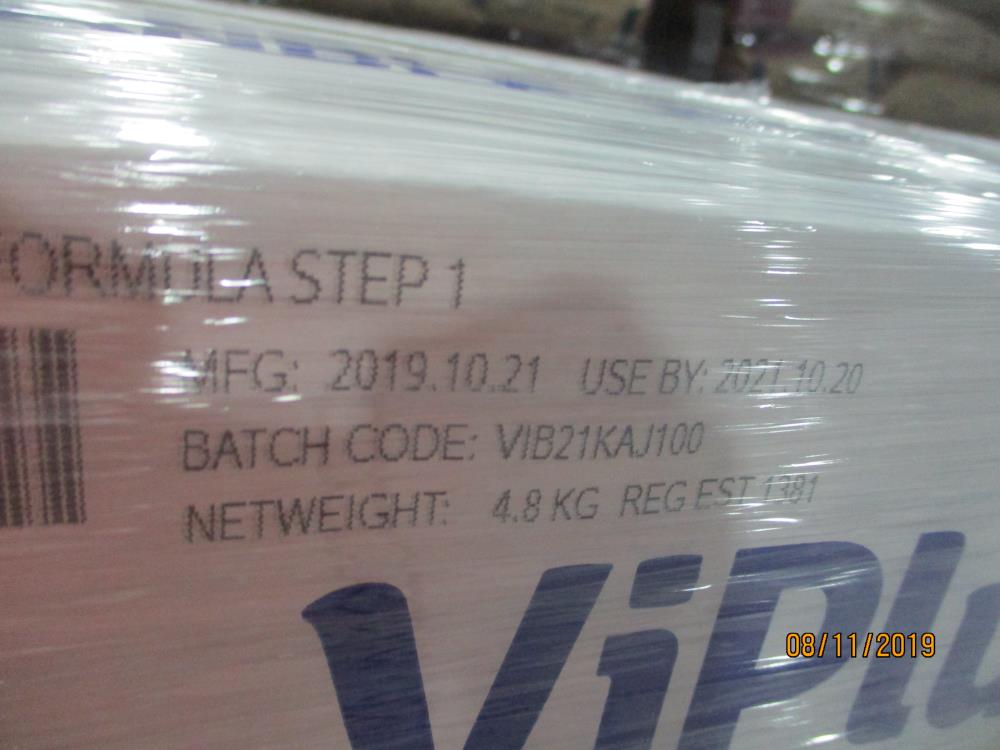 FORMULA STEP 1
MFG: 2019.10.21 USE BY: 2021.10.20
BATCH CODE: VIB21KAJ100
NETWEIGHT: 4.8 KG REG EST 1381
ViPlu
08/11/2019